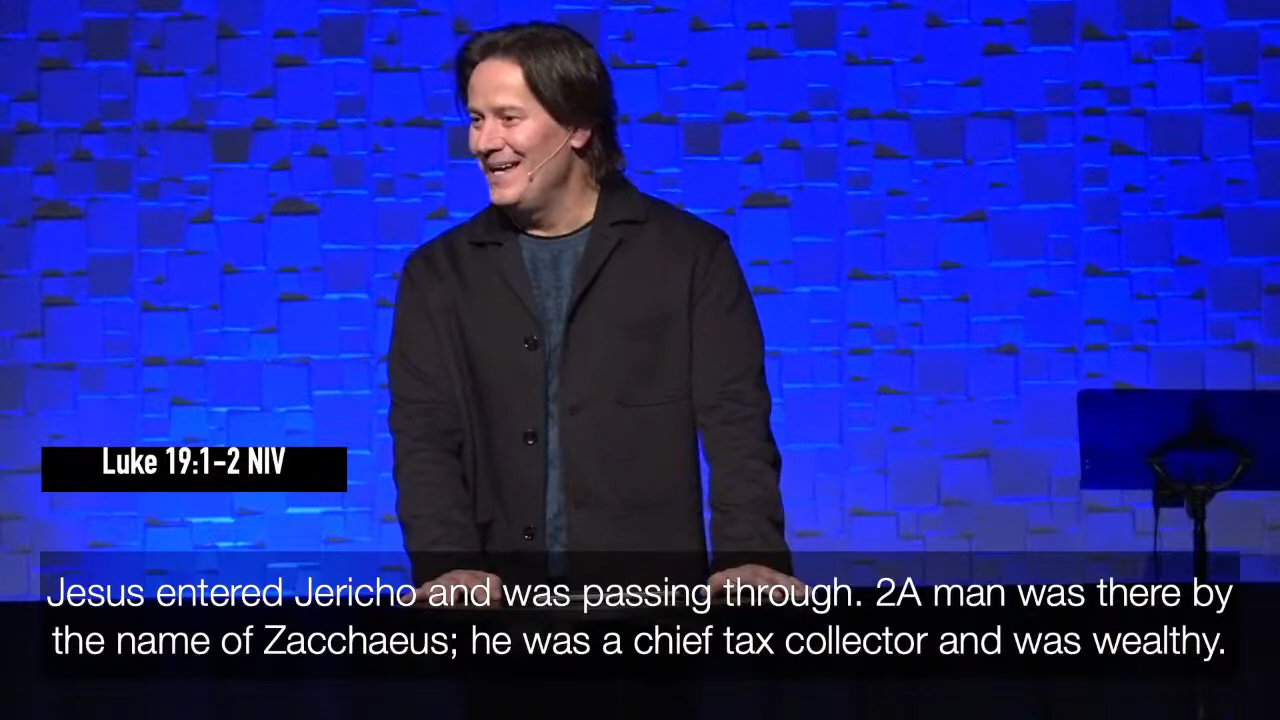 Luke 19:1-2 NIV
Jesus entered Jericho and was passing through. 2A man was there by
the name of Zacchaeus; he was a chief tax collector and was wealthy.